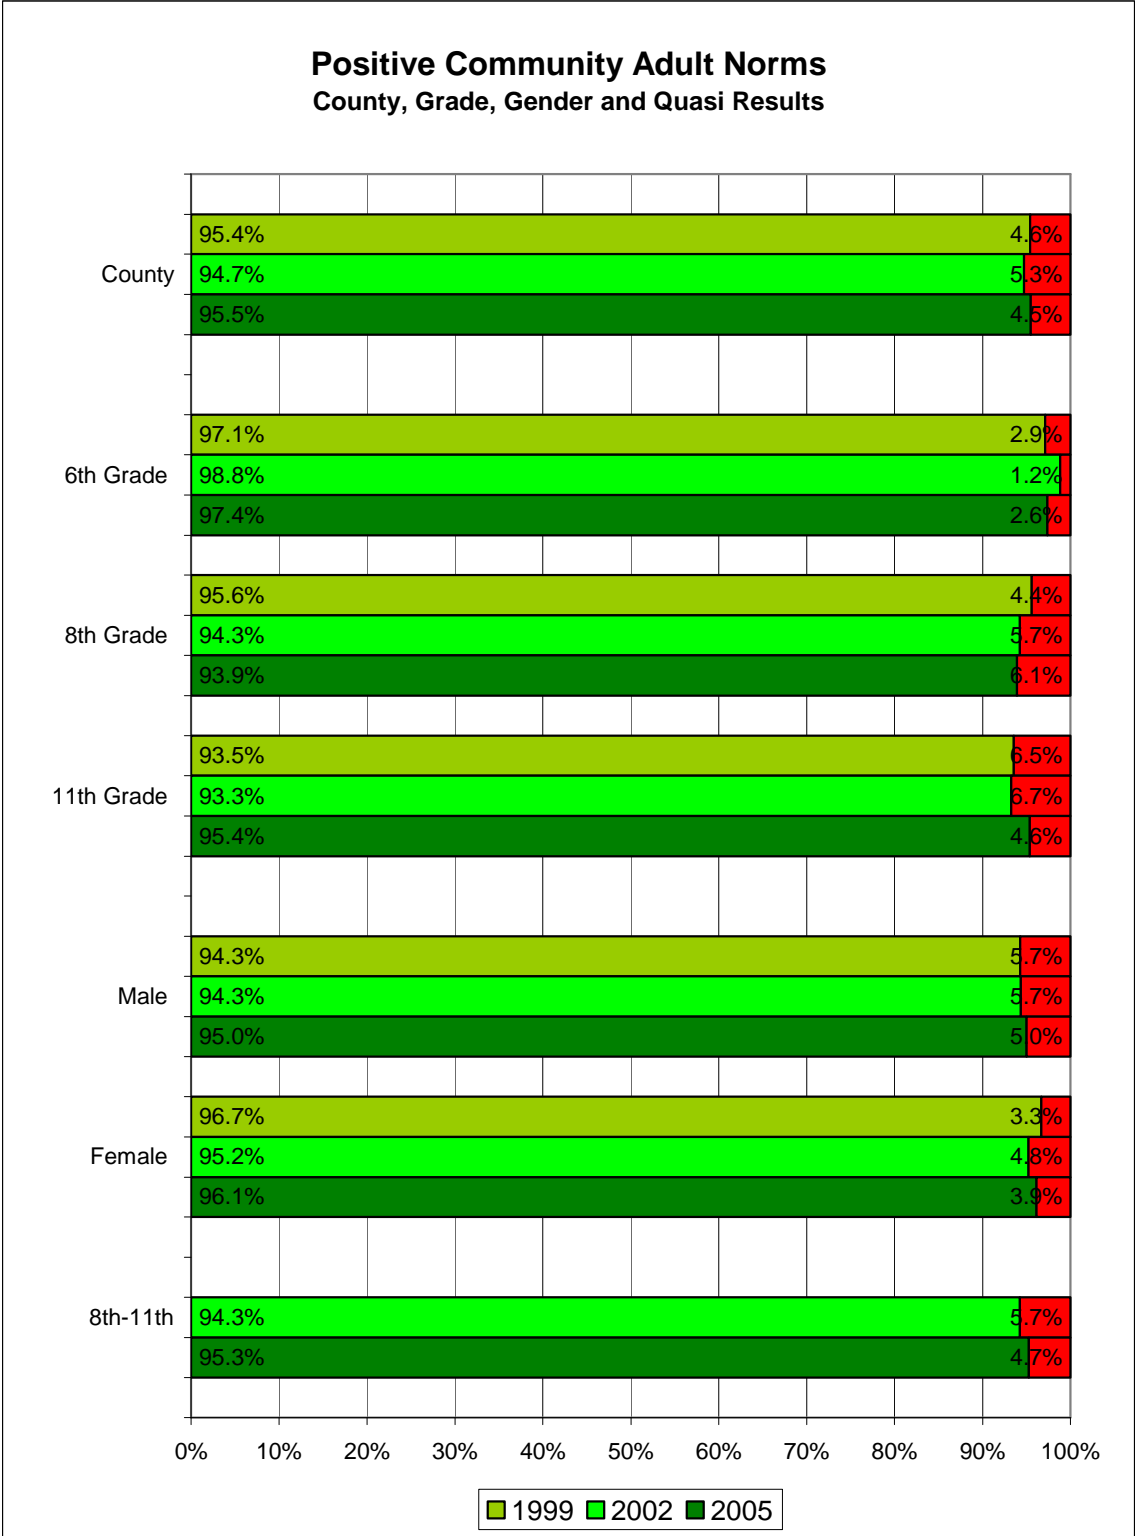 Positive Community Adult Norms
County, Grade, Gender and Quasi Results
95.4% 4.6%
County 94.7% 5.3%
95.5% 4.5%
97.1% 2.9%
6th Grade 98.8% 1.2%
97.4% 2.6%
95.6% 4.4%
8th Grade 94.3% 5.7%
93.9% 6.1%
93.5% 6.5%
11th Grade 93.3% 6.7%
95.4% 4.6%
94.3% 5.7%
Male 94.3% 5.7%
95.0% 5.0%
96.7% 3.3%
Female 95.2% 4.8%
96.1% 3.9%
8th-11th 94.3% 5.7%
95.3% 4.7%
0% 10% 20% 30% 40% 50% 60% 70% 80% 90% 100%
1999 2002 2005